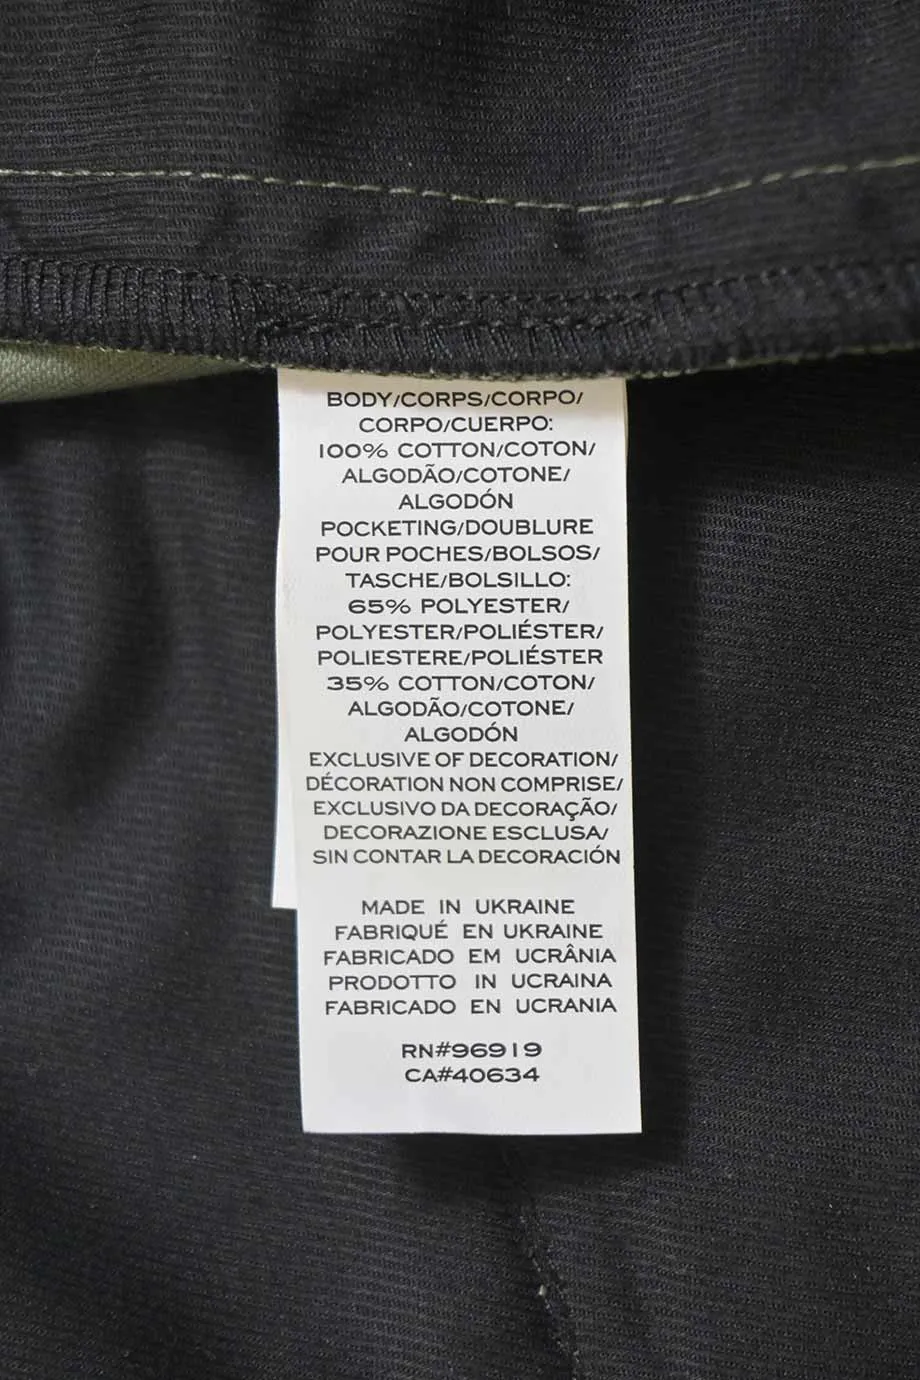 BODY/CORPS/CORPO/
CORPO/CUERPO:
100% COTTON/COTON/
ALGODÃO/COTONE/
ALGODÓN
POCKETING/DOUBLURE
POUR POCHES/BOLSOS/
TASCHE/BOLSILLO:
65% POLYESTER/
POLYESTER/POLIÉSTER/
POLIESTERE/POLIÉSTER
35% COTTON/COTON/
ALGODÃO/COTONE/
ALGODÓN
EXCLUSIVE OF DECORATION/
DÉCORATION NON COMPRISE/
EXCLUSIVO DA DECORAÇÃO/
DECORAZIONE ESCLUSA/
SIN CONTAR LA DECORACIÓN
MADE IN UKRAINE
FABRIQUÉ EN UKRAINE
FABRICADO EM UCRÂNIA
PRODOTTO IN UCRAINA
FABRICADO EN UCRANIA
RN#96919
CA#40634